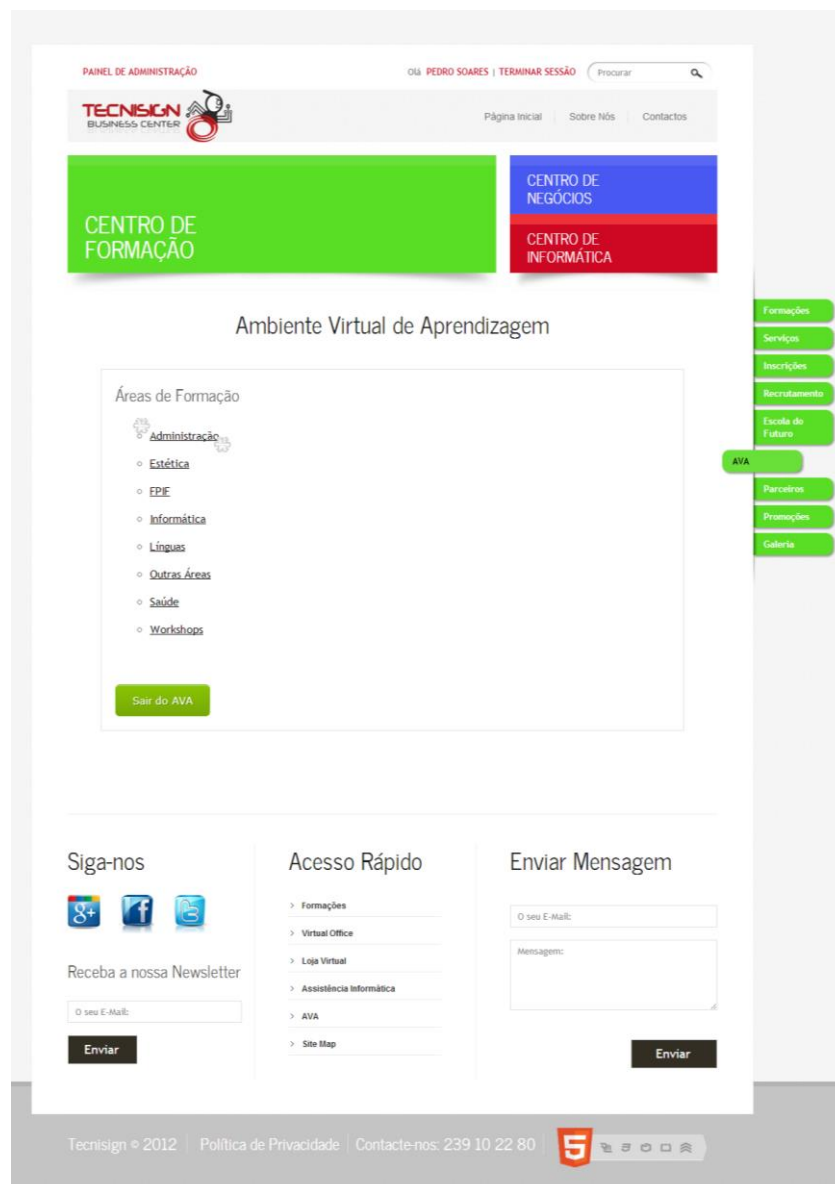 PAINEL DE ADMINISTRAÇÃO
Olá PEDRO SOARES | TERMINAR SESSÃO
Procurar
TECNISIGN
BUSINESS CENTER
Página Inicial
Sobre Nós
Contactos
CENTRO DE
FORMAÇÃO
CENTRO DE
NEGÓCIOS
CENTRO DE
INFORMÁTICA
Ambiente Virtual de Aprendizagem
Áreas de Formação
Administração
Estética
FPIF
Informática
Línguas
Outras Áreas
Saúde
Workshops
Sair do AVA
Formações
Serviços
Inscrições
Recrutamento
Escola do
Futuro
AVA
Parceiros
Promoções
Galeria
Siga-nos
Receba a nossa Newsletter
O seu E-Mail:
Enviar
Acesso Rápido
> Formações
> Virtual Office
> Loja Virtual
> Assistência Informática
> AVA
> Site Map
Enviar Mensagem
O seu E-Mail:
Mensagem:
Enviar
Tecnisign © 2012 | Política de Privacidade | Contacte-nos: 239 10 22 80